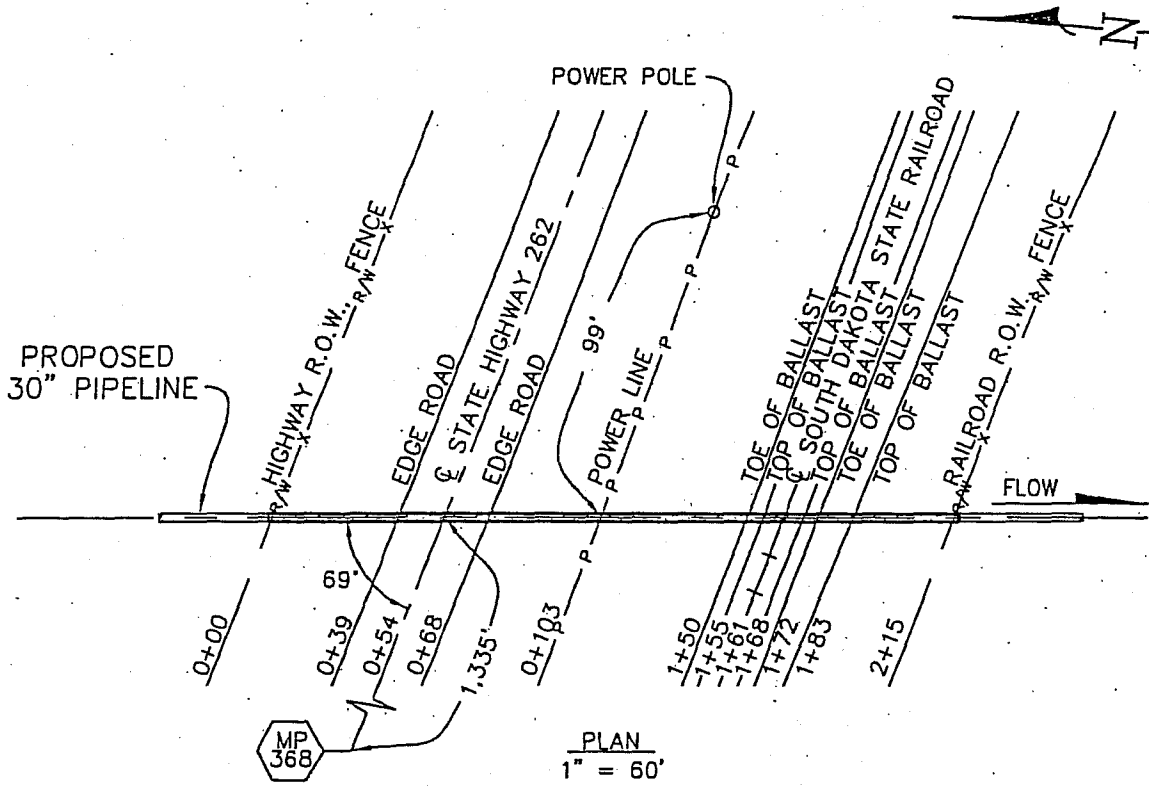 N
POWER POLE
PROPOSED
30" PIPELINE
R/W HIGHWAY R.O.W. R/W FENCE
X
X
EDGE ROAD
℄ STATE HIGHWAY 262
EDGE ROAD
99'
POWER LINE
P
P
P
P
P
P
P
P
TOE OF BALLAST
TOP OF BALLAST
℄ SOUTH DAKOTA STATE RAILROAD
TOP OF BALLAST
TOE OF BALLAST
TOP OF BALLAST
R/W RAILROAD R.O.W. R/W FENCE
X
X
FLOW
69'
0+00
0+39
0+54
0+68
1,335'
0+103
1+50
1+55
1+61
1+68
1+72
1+83
2+15
MP
368
PLAN
1" = 60'